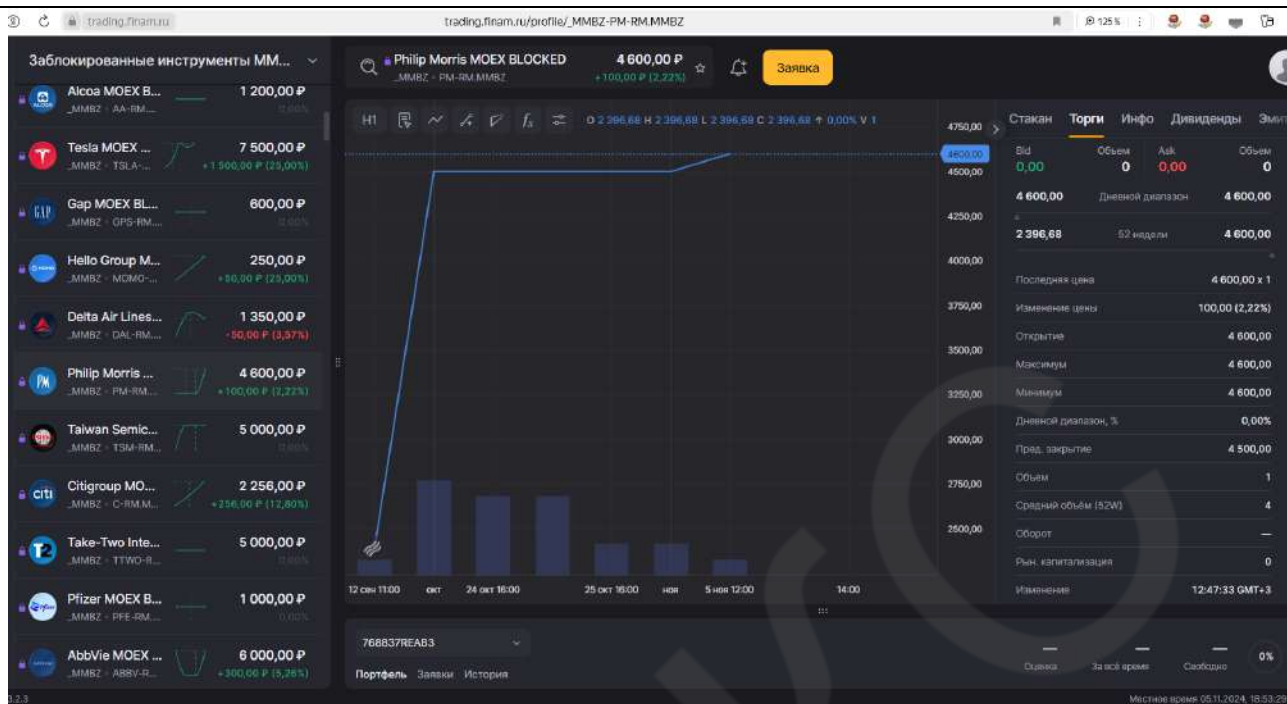 trading.finam.ru
trading.finam.ru/profile/_MMBZ-PM-RM.MMBZ
125 %
Заблокированные инструменты MM...
Alcoa MOEX B...
1 200,00 ₽
_MMBZ · AA-RM....
0,00%
Tesla MOEX ...
7 500,00 ₽
_MMBZ · TSLA-...
+1 500,00 ₽ (25,00%)
Gap MOEX BL...
600,00 ₽
_MMBZ · GPS-RM....
0,00%
Hello Group M...
250,00 ₽
_MMBZ · MOMO-...
+50,00 ₽ (25,00%)
Delta Air Lines...
1 350,00 ₽
_MMBZ · DAL-RM....
-50,00 ₽ (3,57%)
Philip Morris ...
4 600,00 ₽
_MMBZ · PM-RM....
+100,00 ₽ (2,22%)
Taiwan Semic...
5 000,00 ₽
_MMBZ · TSM-RM...
0,00%
Citigroup MO...
2 256,00 ₽
_MMBZ · C-RM.M...
+256,00 ₽ (12,80%)
Take-Two Inte...
5 000,00 ₽
_MMBZ · TTWO-R...
0,00%
Pfizer MOEX B...
1 000,00 ₽
_MMBZ · PFE-RM....
0,00%
AbbVie MOEX ...
6 000,00 ₽
_MMBZ · ABBV-R...
+300,00 ₽ (5,26%)
3.2.3
Philip Morris MOEX BLOCKED
4 600,00 ₽
_MMBZ · PM-RM.MMBZ
+100,00 ₽ (2,22%)
Заявка
H1
O 2 396,68 H 2 396,68 L 2 396,68 C 2 396,68 ↑ 0,00% V 1
4750,00
4600,00
4500,00
4250,00
4000,00
3750,00
3500,00
3250,00
3000,00
2750,00
2500,00
12 сен 11:00
окт
24 окт 16:00
25 окт 16:00
ноя
5 ноя 12:00
14:00
Стакан Торги Инфо Дивиденды Эмит
Bid Объем Ask Объем
0,00 0 0,00 0
4 600,00 Дневной диапазон 4 600,00
2 396,68 52 недели 4 600,00
Последняя цена 4 600,00 x 1
Изменение цены 100,00 (2,22%)
Открытие 4 600,00
Максимум 4 600,00
Минимум 4 600,00
Дневной диапазон, % 0,00%
Пред. закрытие 4 500,00
Объем 1
Средний объём (52W) 4
Оборот —
Рын. капитализация 0
Изменение 12:47:33 GMT+3
768837REAB3
Портфель Заявки История
Оценка За всё время Свободно 0%
Местное время 05.11.2024, 18:53:29